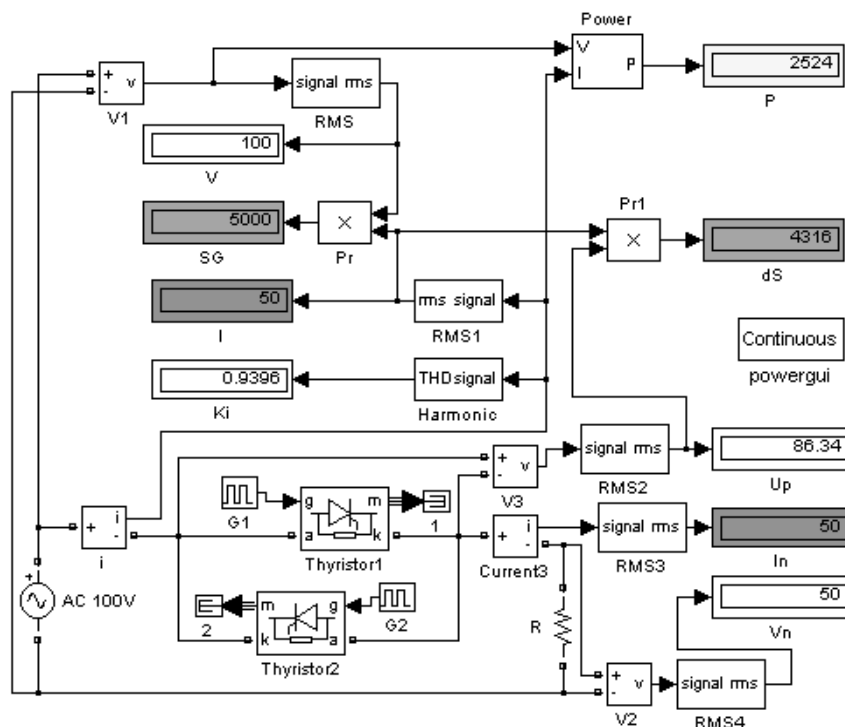 Power
V
I
P
2524
P
+
-
v
V1
signal rms
RMS
100
V
5000
SG
×
Pr
Pr1
×
4316
dS
50
I
rms signal
RMS1
Continuous
powergui
0.9396
Ki
THD signal
Harmonic
+
-
v
V3
signal rms
RMS2
86.34
Up
G1
g
m
a
k
Thyristor1
1
+
i
-
i
+
i
-
Current3
signal rms
RMS3
50
In
+
AC 100V
2
m
g
k
a
Thyristor2
G2
R
50
Vn
+
-
v
V2
signal rms
RMS4